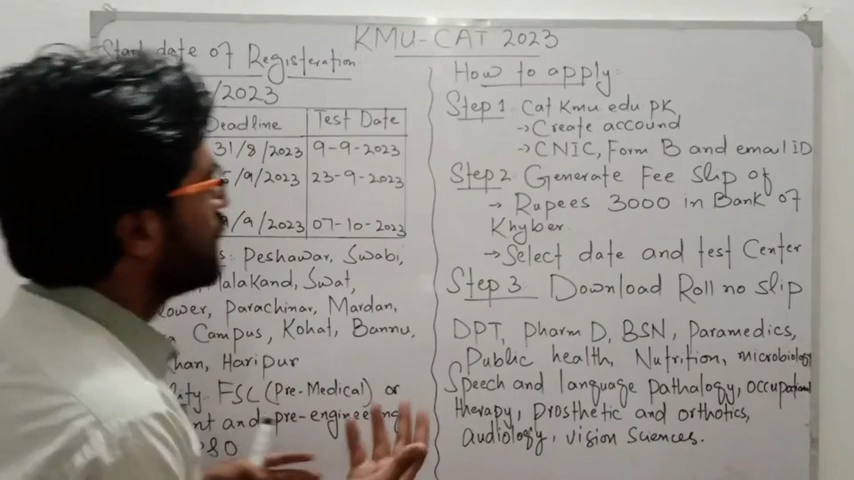 KMU-CAT 2023
Start date of Registeration
/2023
Deadline Test Date
31/8/2023 9-9-2023
/9/2023 23-9-2023
/9/2023 07-10-2023
: Peshawar, Swabi,
Malakand, Swat,
Lower, Parachinar, Mardan,
Campus, Kohat, Bannu,
Haripur
FSC (Pre-Medical) or
and pre-engineering
How to apply:
Step 1 Cat Kmu edu pk
→ Create accound
→ CNIC, Form B and email ID
Step 2 Generate Fee Slip of
→ Rupees 3000 in Bank of
Khyber
→ Select date and test Center
Step 3 Download Roll no slip
DPT, Pharm D, BSN, Paramedics,
Public health, Nutrition, microbiology
Speech and language pathalogy, occupational
therapy, Prosthetic and orthotics,
audiology, vision Sciences.